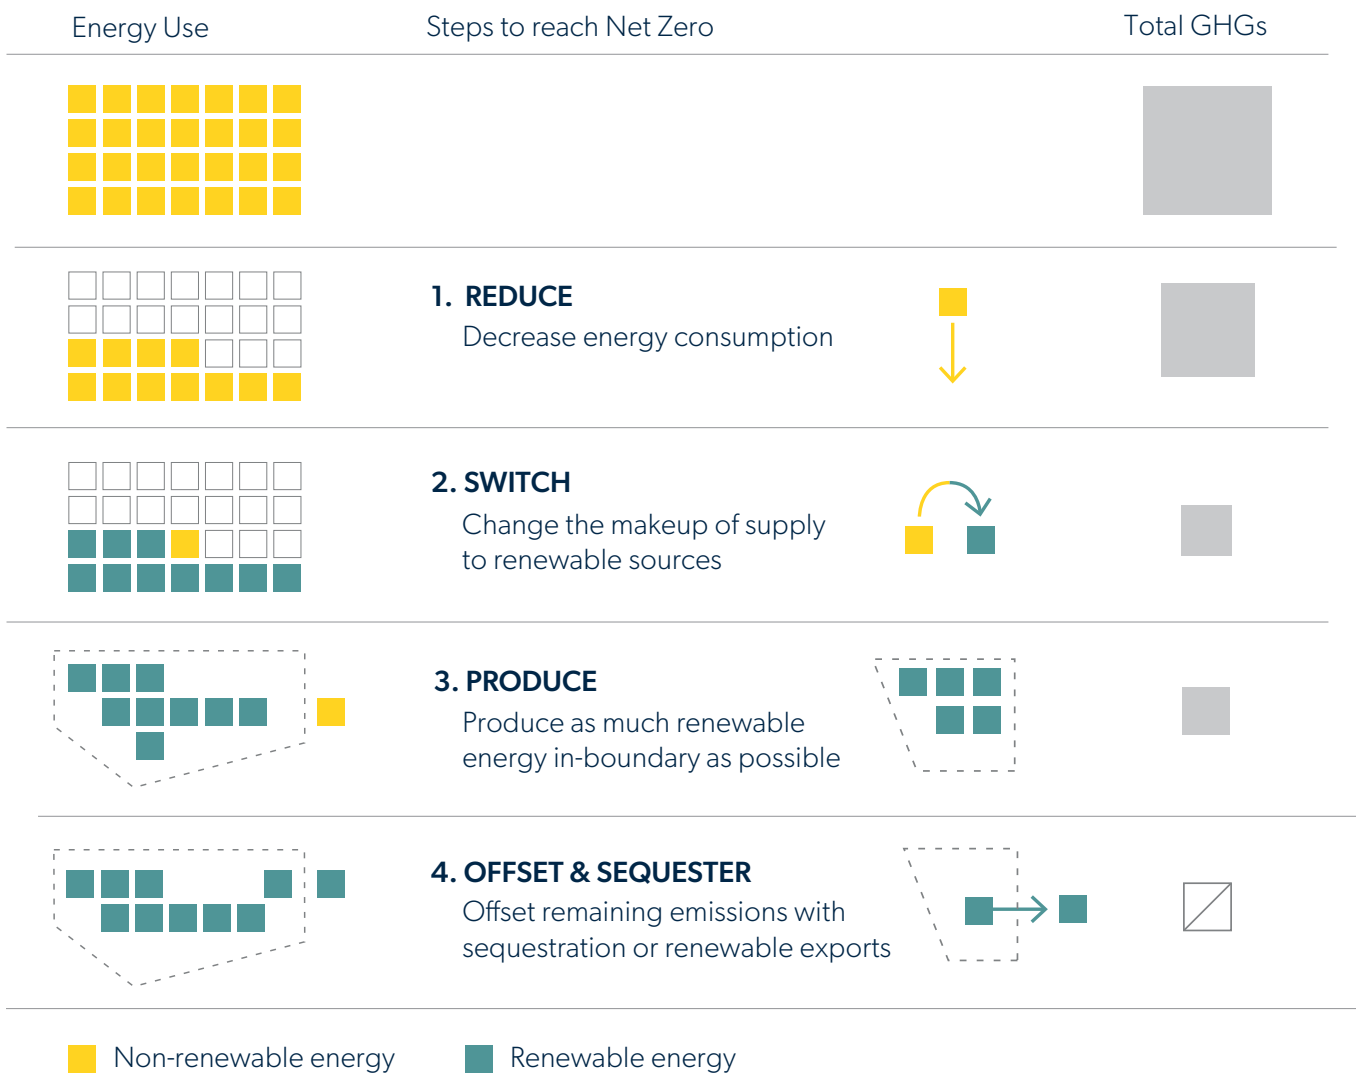 Energy Use
Steps to reach Net Zero
Total GHGs
1. REDUCE
Decrease energy consumption
2. SWITCH
Change the makeup of supply
to renewable sources
3. PRODUCE
Produce as much renewable
energy in-boundary as possible
4. OFFSET & SEQUESTER
Offset remaining emissions with
sequestration or renewable exports
Non-renewable energy
Renewable energy